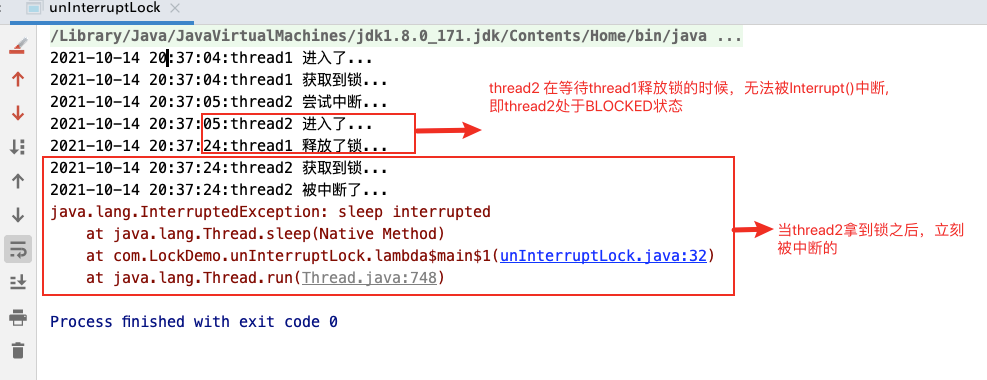 unInterruptLock
/Library/Java/JavaVirtualMachines/jdk1.8.0_171.jdk/Contents/Home/bin/java ...
2021-10-14 20:37:04:thread1 进入了...
2021-10-14 20:37:04:thread1 获取到锁...
2021-10-14 20:37:05:thread2 尝试中断...
2021-10-14 20:37:05:thread2 进入了...
2021-10-14 20:37:24:thread1 释放了锁...
2021-10-14 20:37:24:thread2 获取到锁...
2021-10-14 20:37:24:thread2 被中断了...
java.lang.InterruptedException: sleep interrupted
at java.lang.Thread.sleep(Native Method)
at com.LockDemo.unInterruptLock.lambda$main$1(unInterruptLock.java:32)
at java.lang.Thread.run(Thread.java:748)
Process finished with exit code 0
thread2 在等待thread1释放锁的时候，无法被Interrupt()中断,
即thread2处于BLOCKED状态
当thread2拿到锁之后，立刻
被中断的